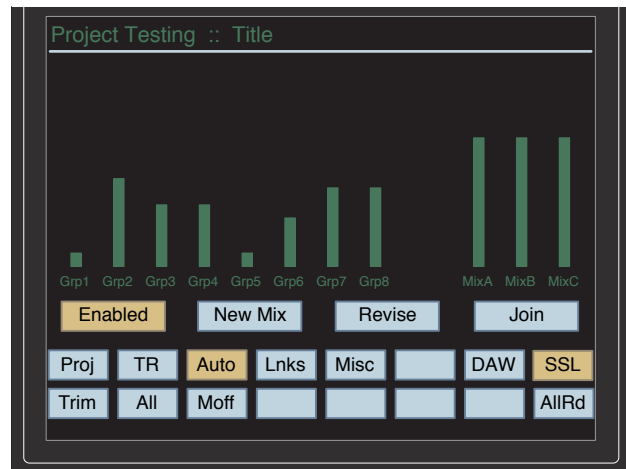 Project Testing :: Title
Grp1 Grp2 Grp3 Grp4 Grp5 Grp6 Grp7 Grp8 MixA MixB MixC
Enabled New Mix Revise Join
Proj TR Auto Lnks Misc DAW SSL
Trim All Moff AllRd